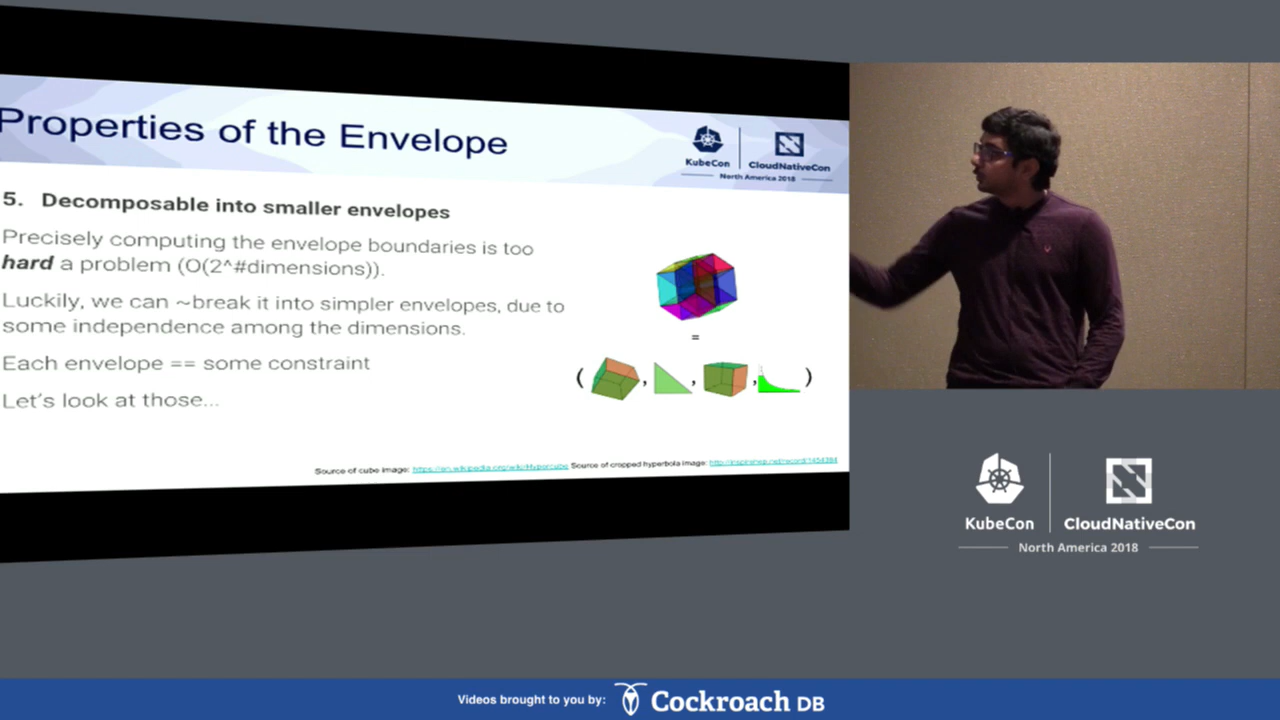 Properties of the Envelope
KubeCon
CloudNativeCon
North America 2018
5. Decomposable into smaller envelopes
Precisely computing the envelope boundaries is too
hard a problem (O(2^#dimensions)).
Luckily, we can ~break it into simpler envelopes, due to
some independence among the dimensions.
Each envelope == some constraint
Let's look at those...
=
( , , , )
Source of cube image: https://en.wikipedia.org/wiki/Hypercube Source of cropped hyperbola image:
KubeCon
CloudNativeCon
North America 2018
Videos brought to you by: Cockroach DB